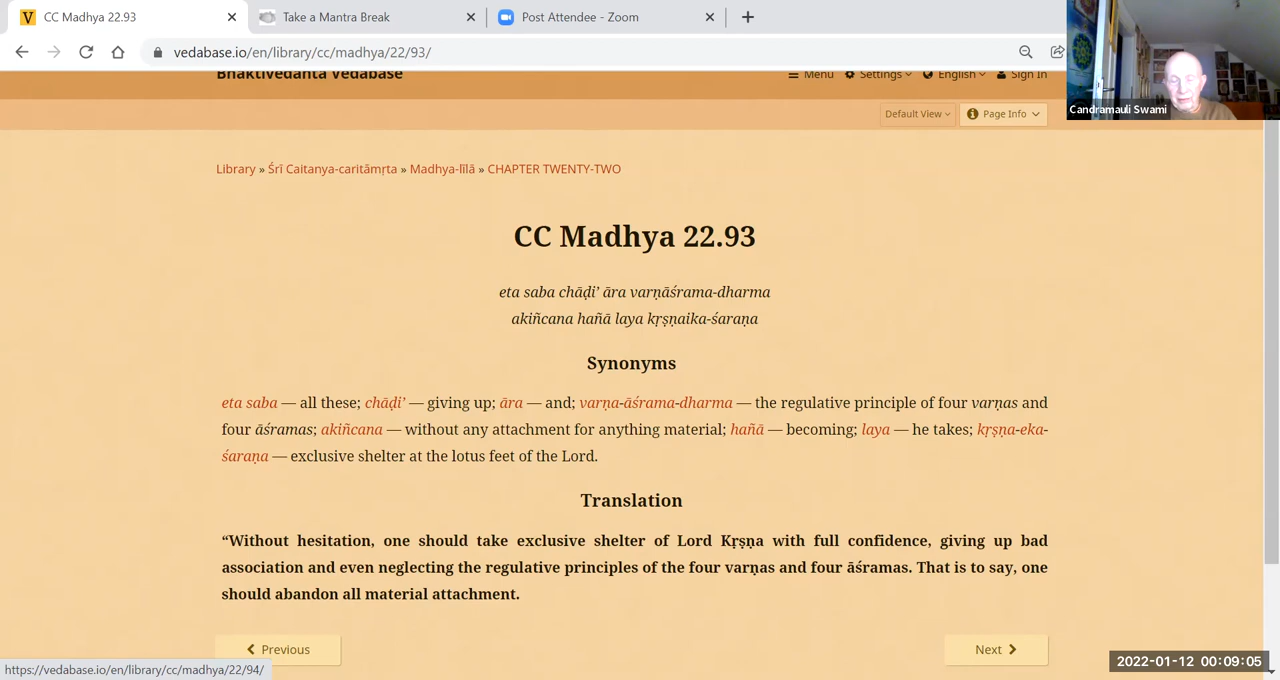 CC Madhya 22.93
Take a Mantra Break
Post Attendee - Zoom
vedabase.io/en/library/cc/madhya/22/93/
Candramauli Swami
Bhaktivedanta Vedabase
Menu Settings English Sign In
Default View Page Info
Library » Śrī Caitanya-caritāmṛta » Madhya-līlā » CHAPTER TWENTY-TWO
CC Madhya 22.93
eta saba chāḍi’ āra varṇāśrama-dharma
akiñcana hañā laya kṛṣṇaika-śaraṇa
Synonyms
eta saba — all these; chāḍi’ — giving up; āra — and; varṇa-āśrama-dharma — the regulative principle of four varṇas and
four āśramas; akiñcana — without any attachment for anything material; hañā — becoming; laya — he takes; kṛṣṇa-eka-
śaraṇa — exclusive shelter at the lotus feet of the Lord.
Translation
“Without hesitation, one should take exclusive shelter of Lord Kṛṣṇa with full confidence, giving up bad
association and even neglecting the regulative principles of the four varṇas and four āśramas. That is to say, one
should abandon all material attachment.
Previous
Next
https://vedabase.io/en/library/cc/madhya/22/94/
2022-01-12 00:09:05